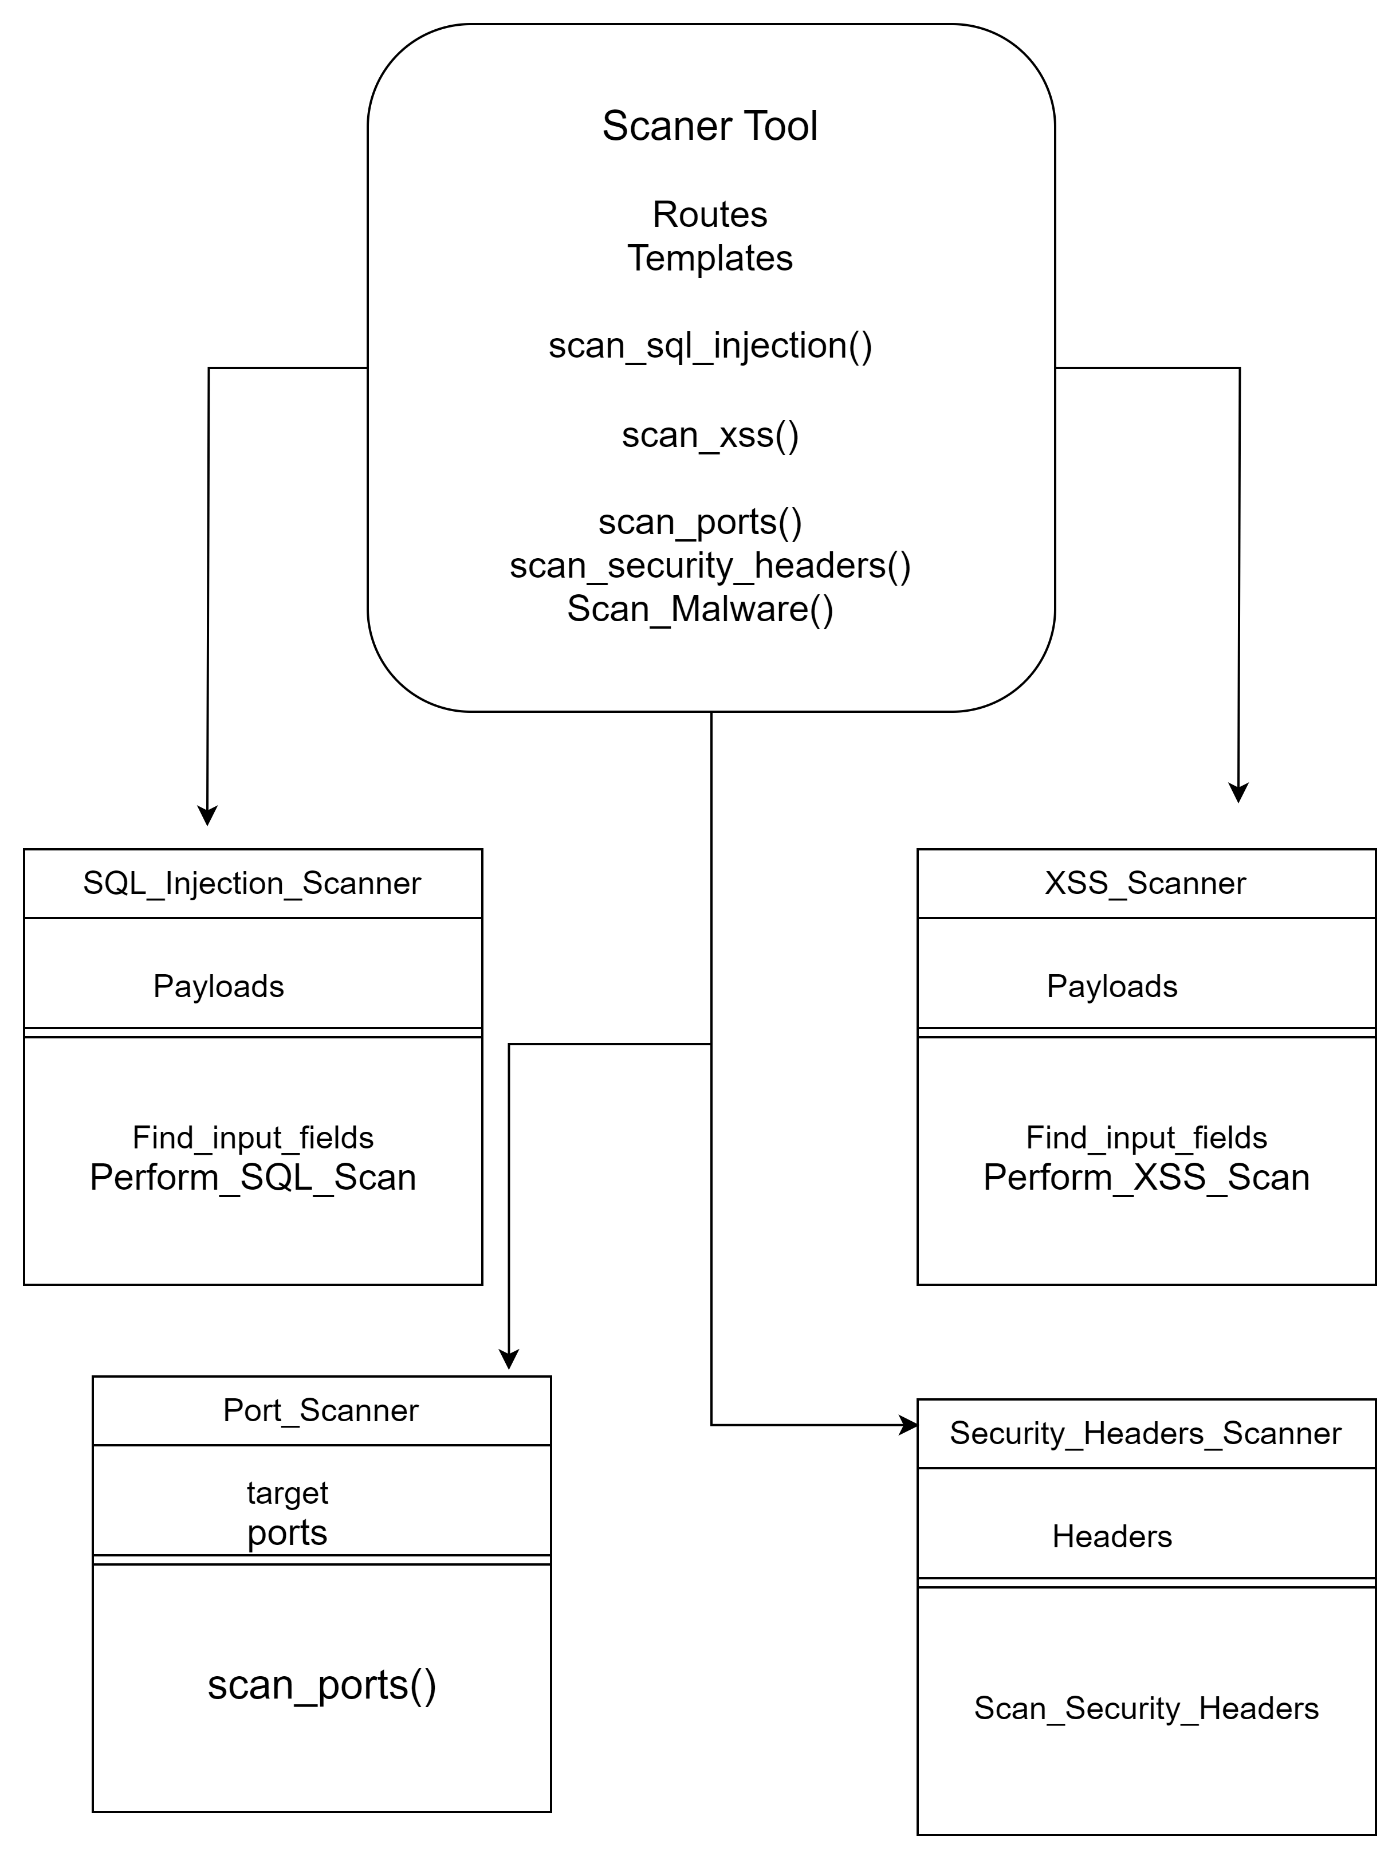 Scaner Tool
Routes
Templates
scan_sql_injection()
scan_xss()
scan_ports()
scan_security_headers()
Scan_Malware()
SQL_Injection_Scanner
Payloads
Find_input_fields
Perform_SQL_Scan
XSS_Scanner
Payloads
Find_input_fields
Perform_XSS_Scan
Port_Scanner
target
ports
scan_ports()
Security_Headers_Scanner
Headers
Scan_Security_Headers